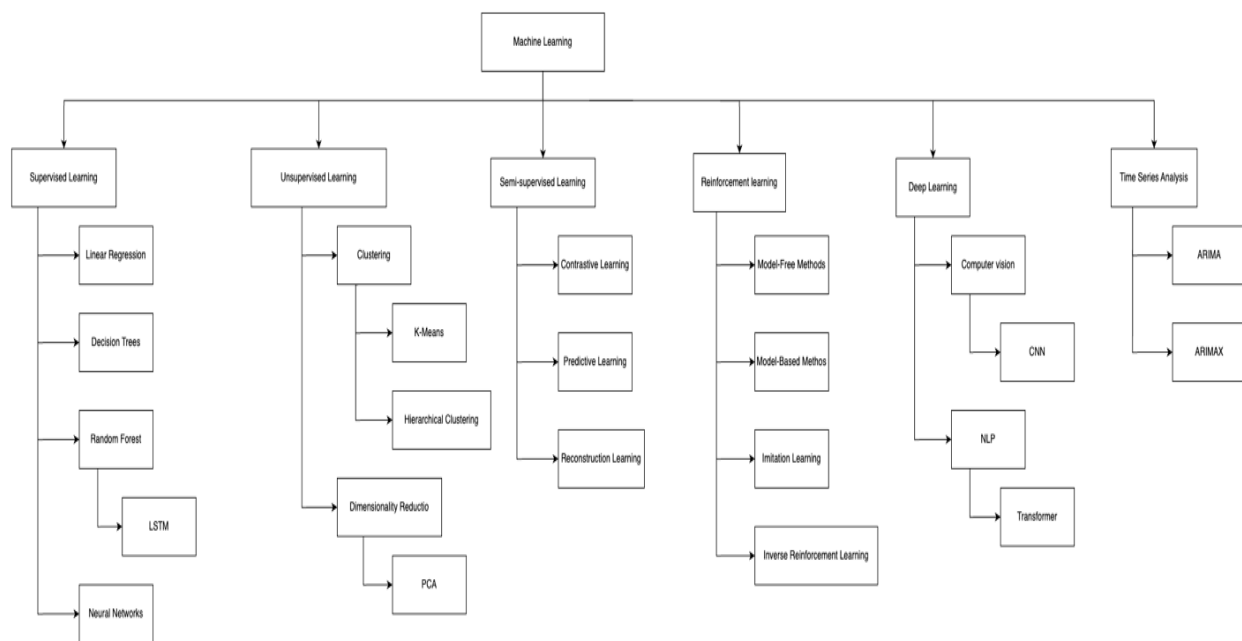 Machine Learning
Supervised Learning
Unsupervised Learning
Semi-supervised Learning
Reinforcement learning
Deep Learning
Time Series Analysis
Linear Regression
Decision Trees
Random Forest
LSTM
Neural Networks
Clustering
K-Means
Hierarchical Clustering
Dimensionality Reductio
PCA
Contrastive Learning
Predictive Learning
Reconstruction Learning
Model-Free Methods
Model-Based Methos
Imitation Learning
Inverse Reinforcement Learning
Computer vision
CNN
NLP
Transformer
ARIMA
ARIMAX